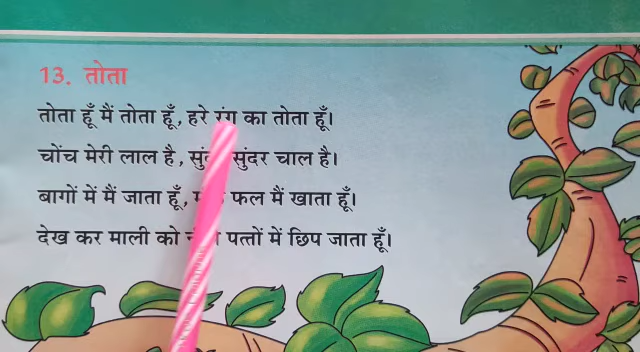 13. तोता
तोता हूँ मैं तोता हूँ, हरे रंग का तोता हूँ।
चोंच मेरी लाल है, सुंदर चाल है।
बागों में मैं जाता हूँ, फल मैं खाता हूँ।
देख कर माली को पत्तों में छिप जाता हूँ।